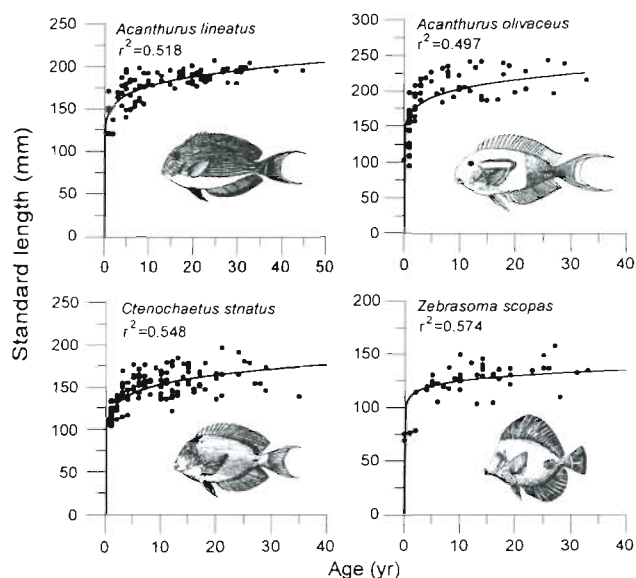 Acanthurus lineatus
r²=0.518
250
200
150
100
50
0
0 10 20 30 40 50
Acanthurus olivaceus
r²=0.497
300
250
200
150
100
50
0
0 10 20 30 40
Standard length (mm)
Ctenochaetus stnatus
r²=0.548
250
200
150
100
50
0
0 10 20 30 40
Zebrasoma scopas
r²=0.574
200
150
100
50
0
0 10 20 30 40
Age (yr)